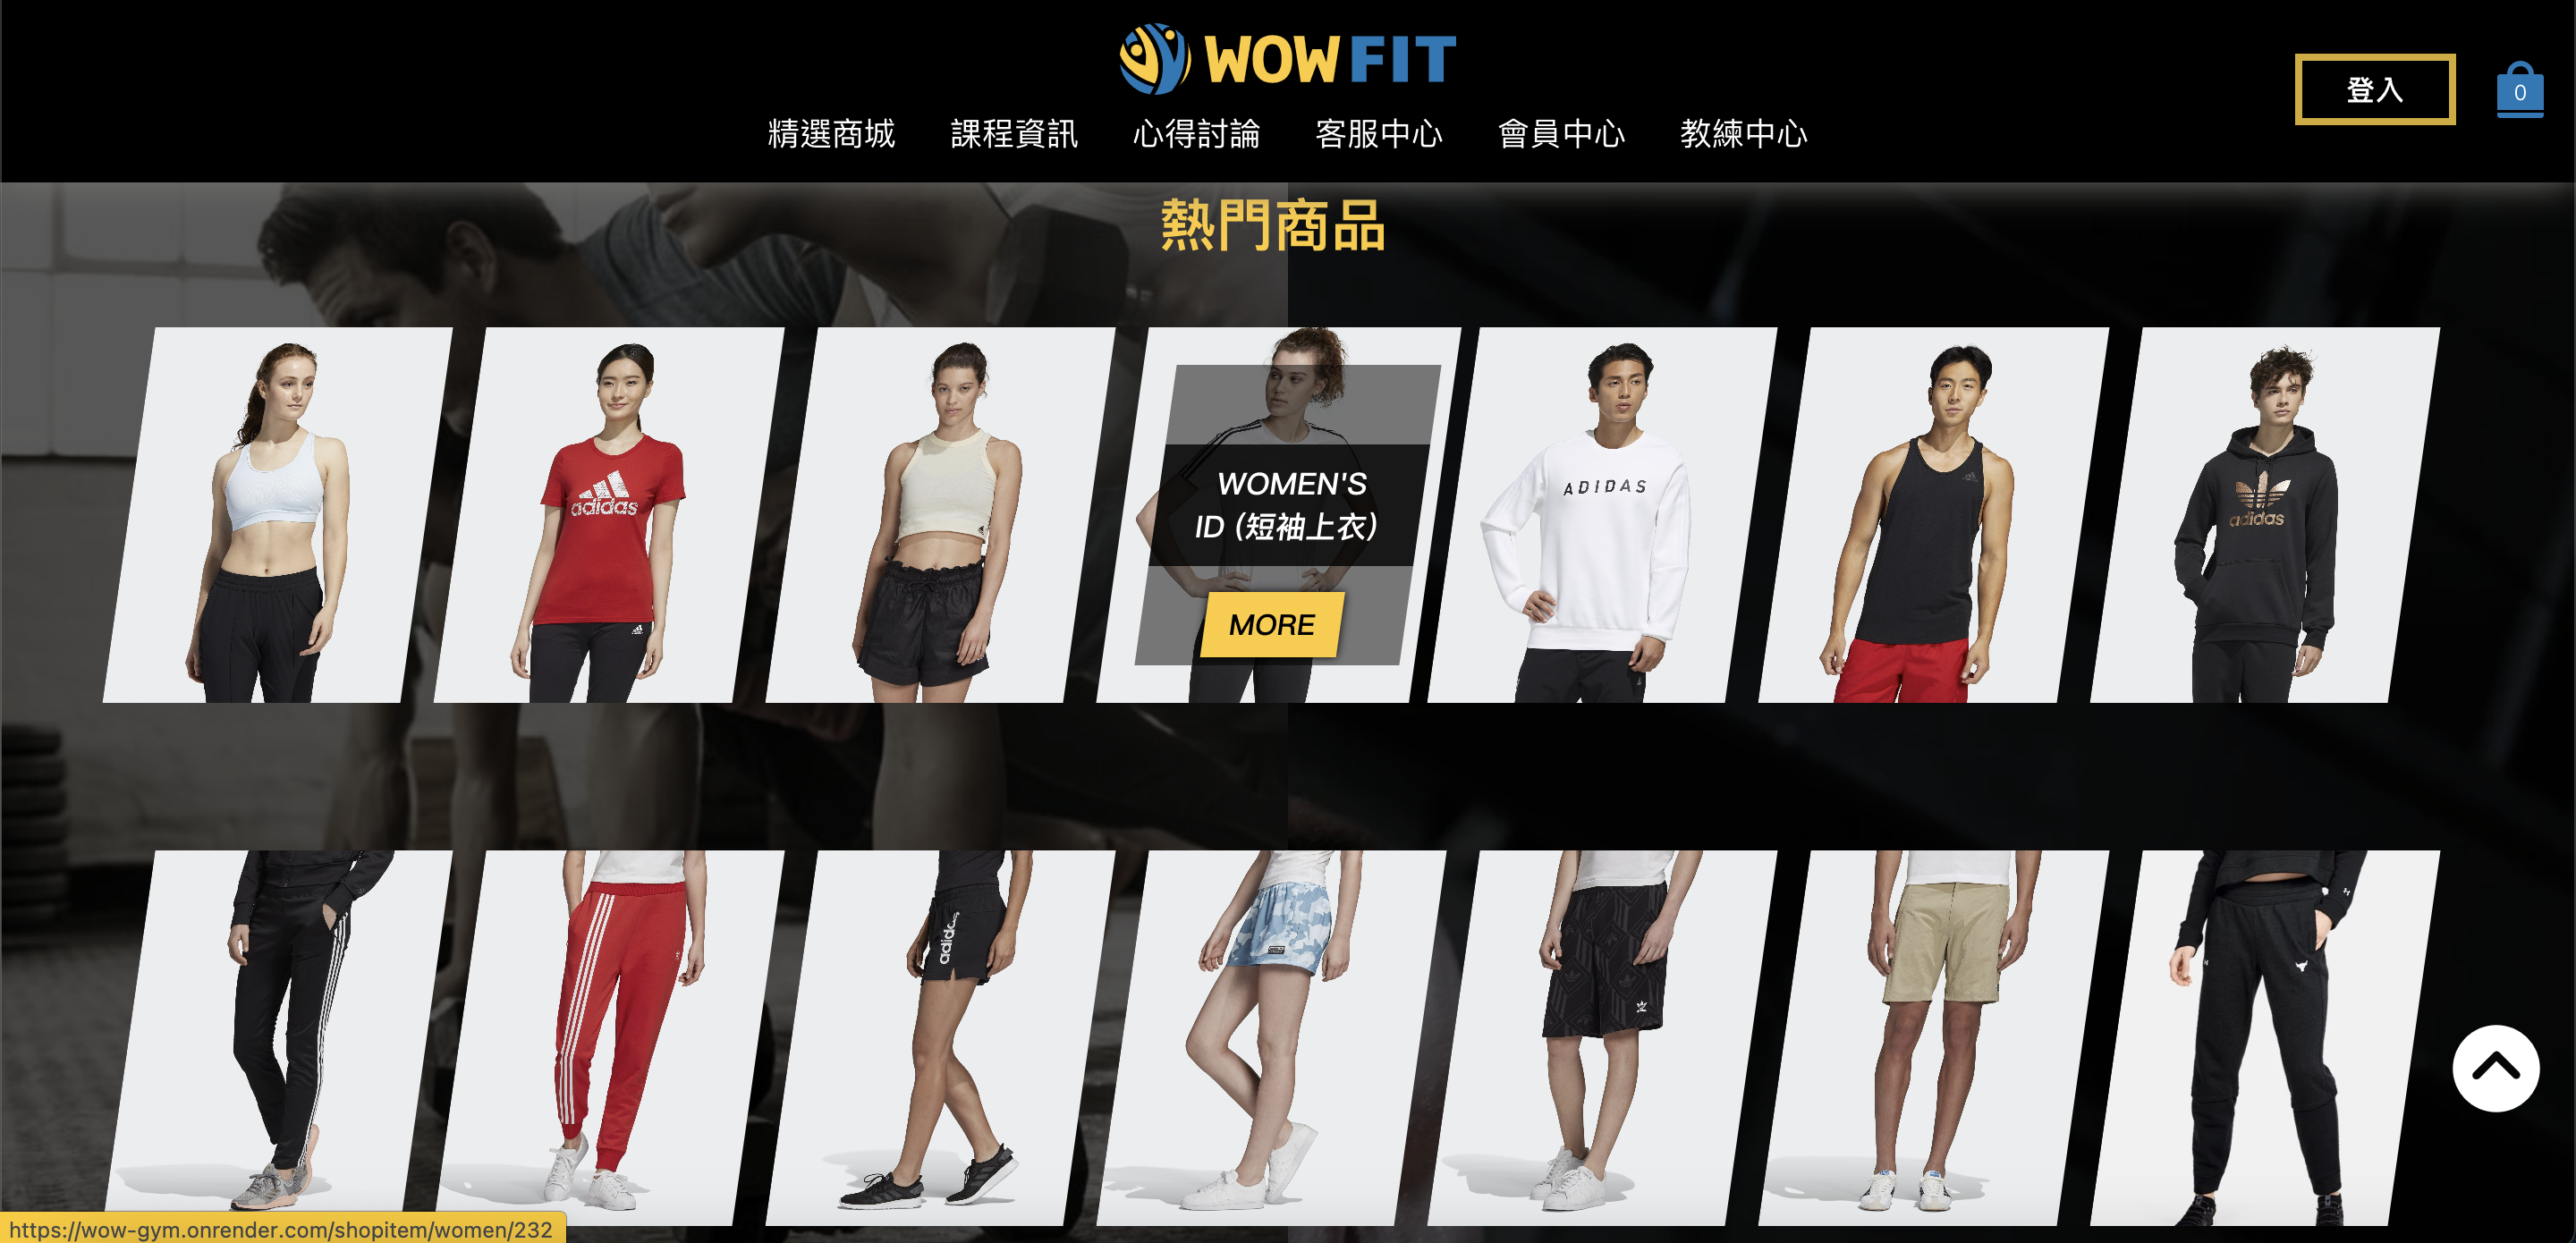 WOWFIT
登入
0
精選商城 課程資訊 心得討論 客服中心 會員中心 教練中心
熱門商品
adidas
WOMEN'S
ID (短袖上衣)
MORE
ADIDAS
adidas
adidas
https://wow-gym.onrender.com/shopitem/women/232